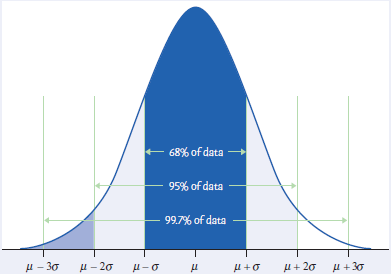 68% of data
95% of data
99.7% of data
μ − 3σ μ − 2σ μ − σ μ μ + σ μ + 2σ μ + 3σ